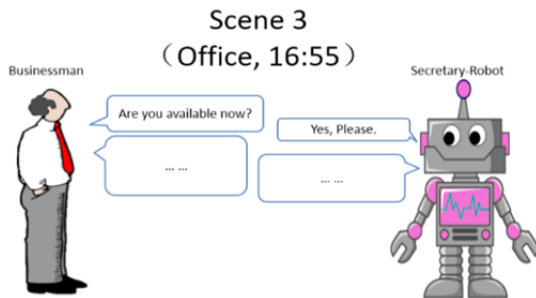 Scene 3
（Office, 16:55）
Businessman
Secretary-Robot
Are you available now?
Yes, Please.
... ...
... ...